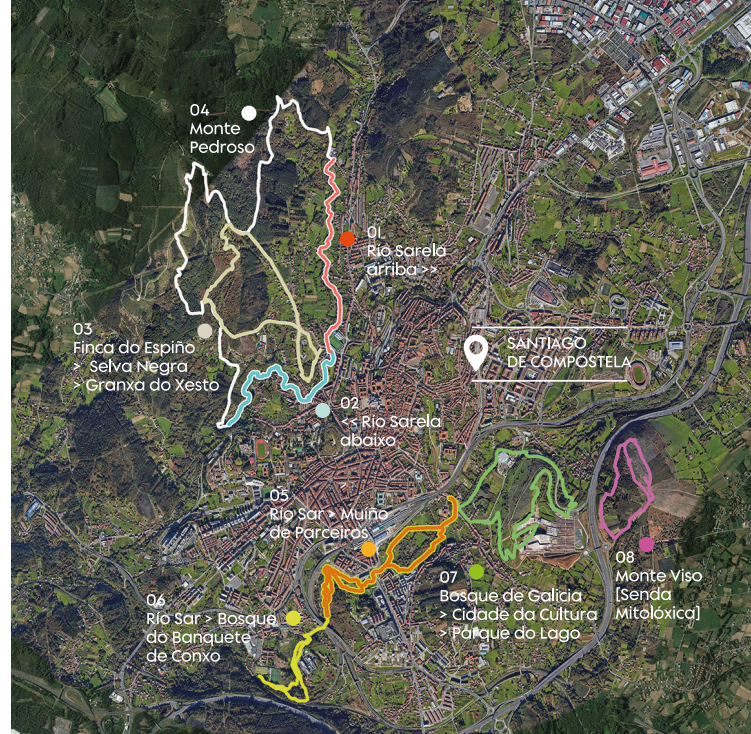 04
Monte
Pedroso
01
Río Sarela
arriba >>
03
Finca do Espiño
> Selva Negra
> Granxa do Xesto
SANTIAGO
DE COMPOSTELA
02
<< Río Sarela
abaixo
05
Río Sar > Muíño
de Parceiros
06
Río Sar > Bosque
do Banquete
de Conxo
07
Bosque de Galicia
> Cidade da Cultura
> Parque do Lago
08
Monte Viso
[Senda
Mitolóxica]